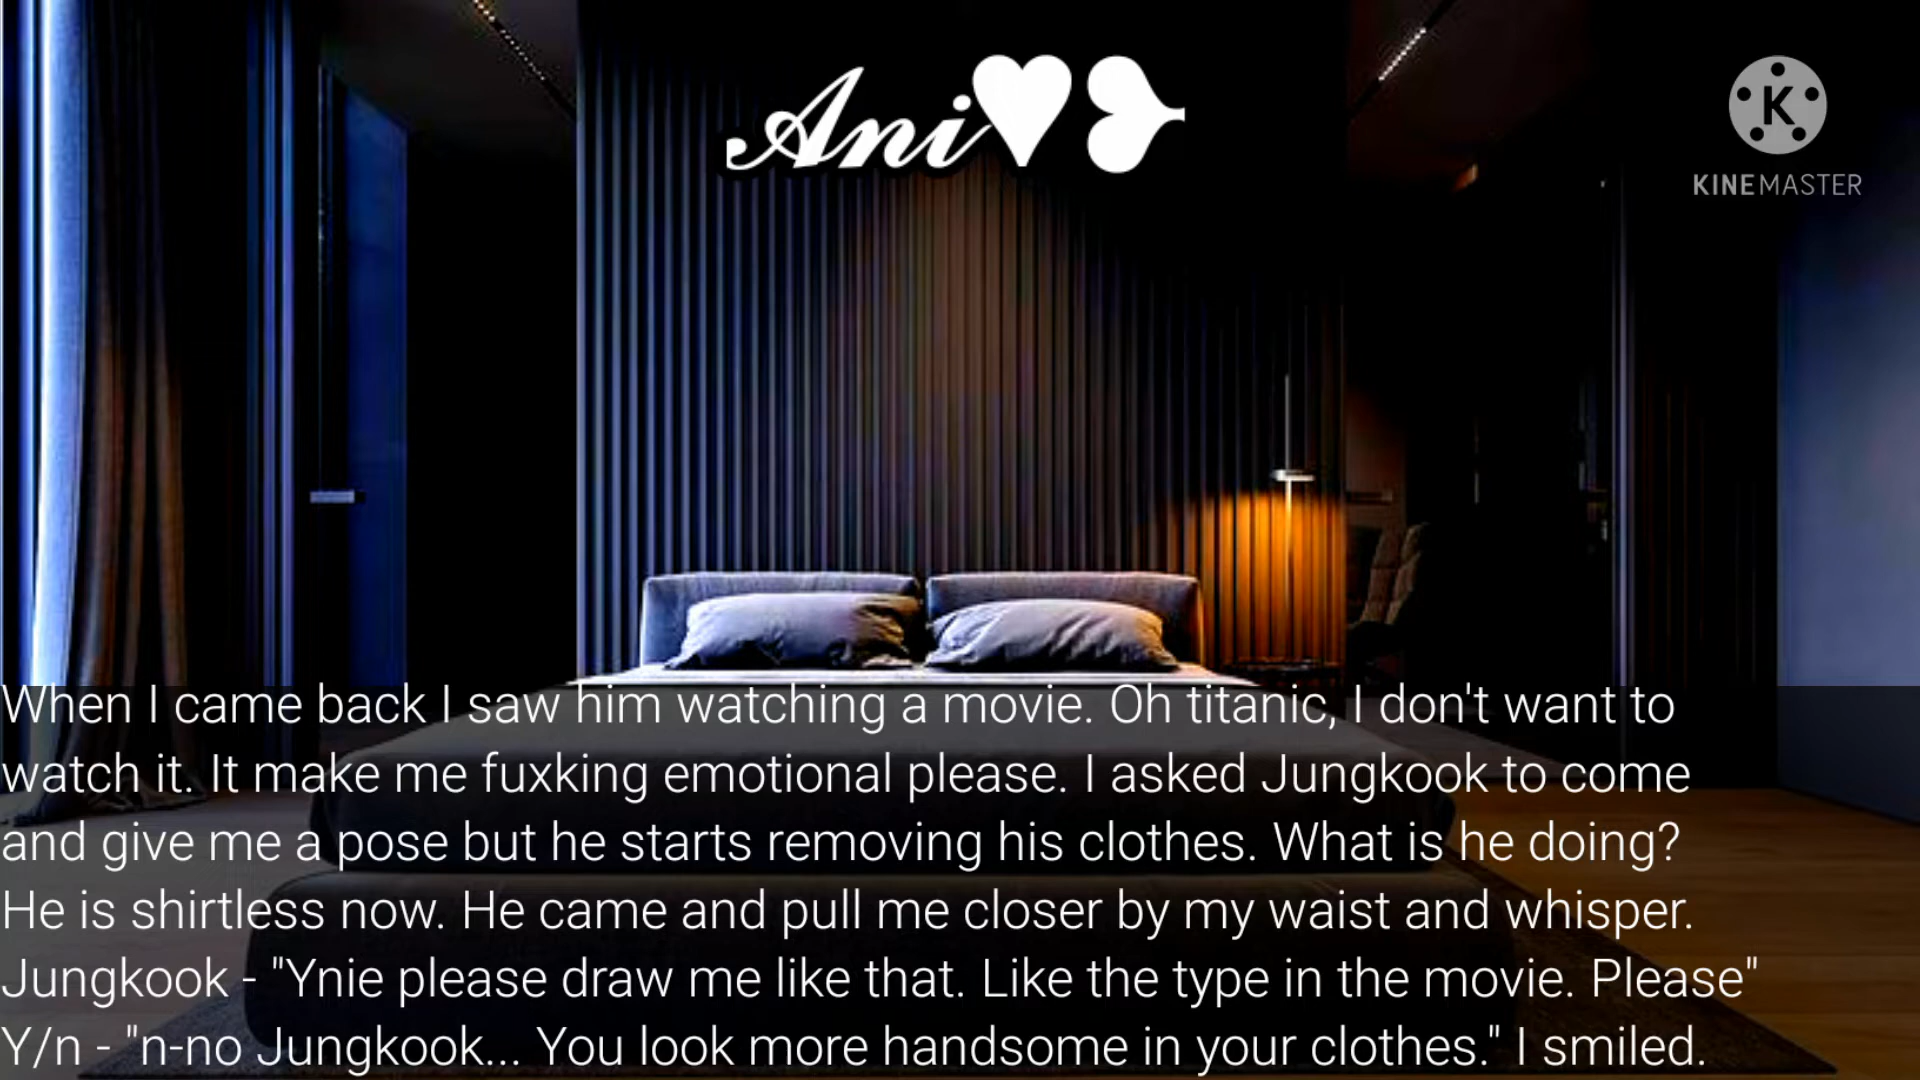 Ani♥❥
K
KINEMASTER
When I came back I saw him watching a movie. Oh titanic, I don't want to
watch it. It make me fuxking emotional please. I asked Jungkook to come
and give me a pose but he starts removing his clothes. What is he doing?
He is shirtless now. He came and pull me closer by my waist and whisper.
Jungkook - "Ynie please draw me like that. Like the type in the movie. Please"
Y/n - "n-no Jungkook... You look more handsome in your clothes." I smiled.